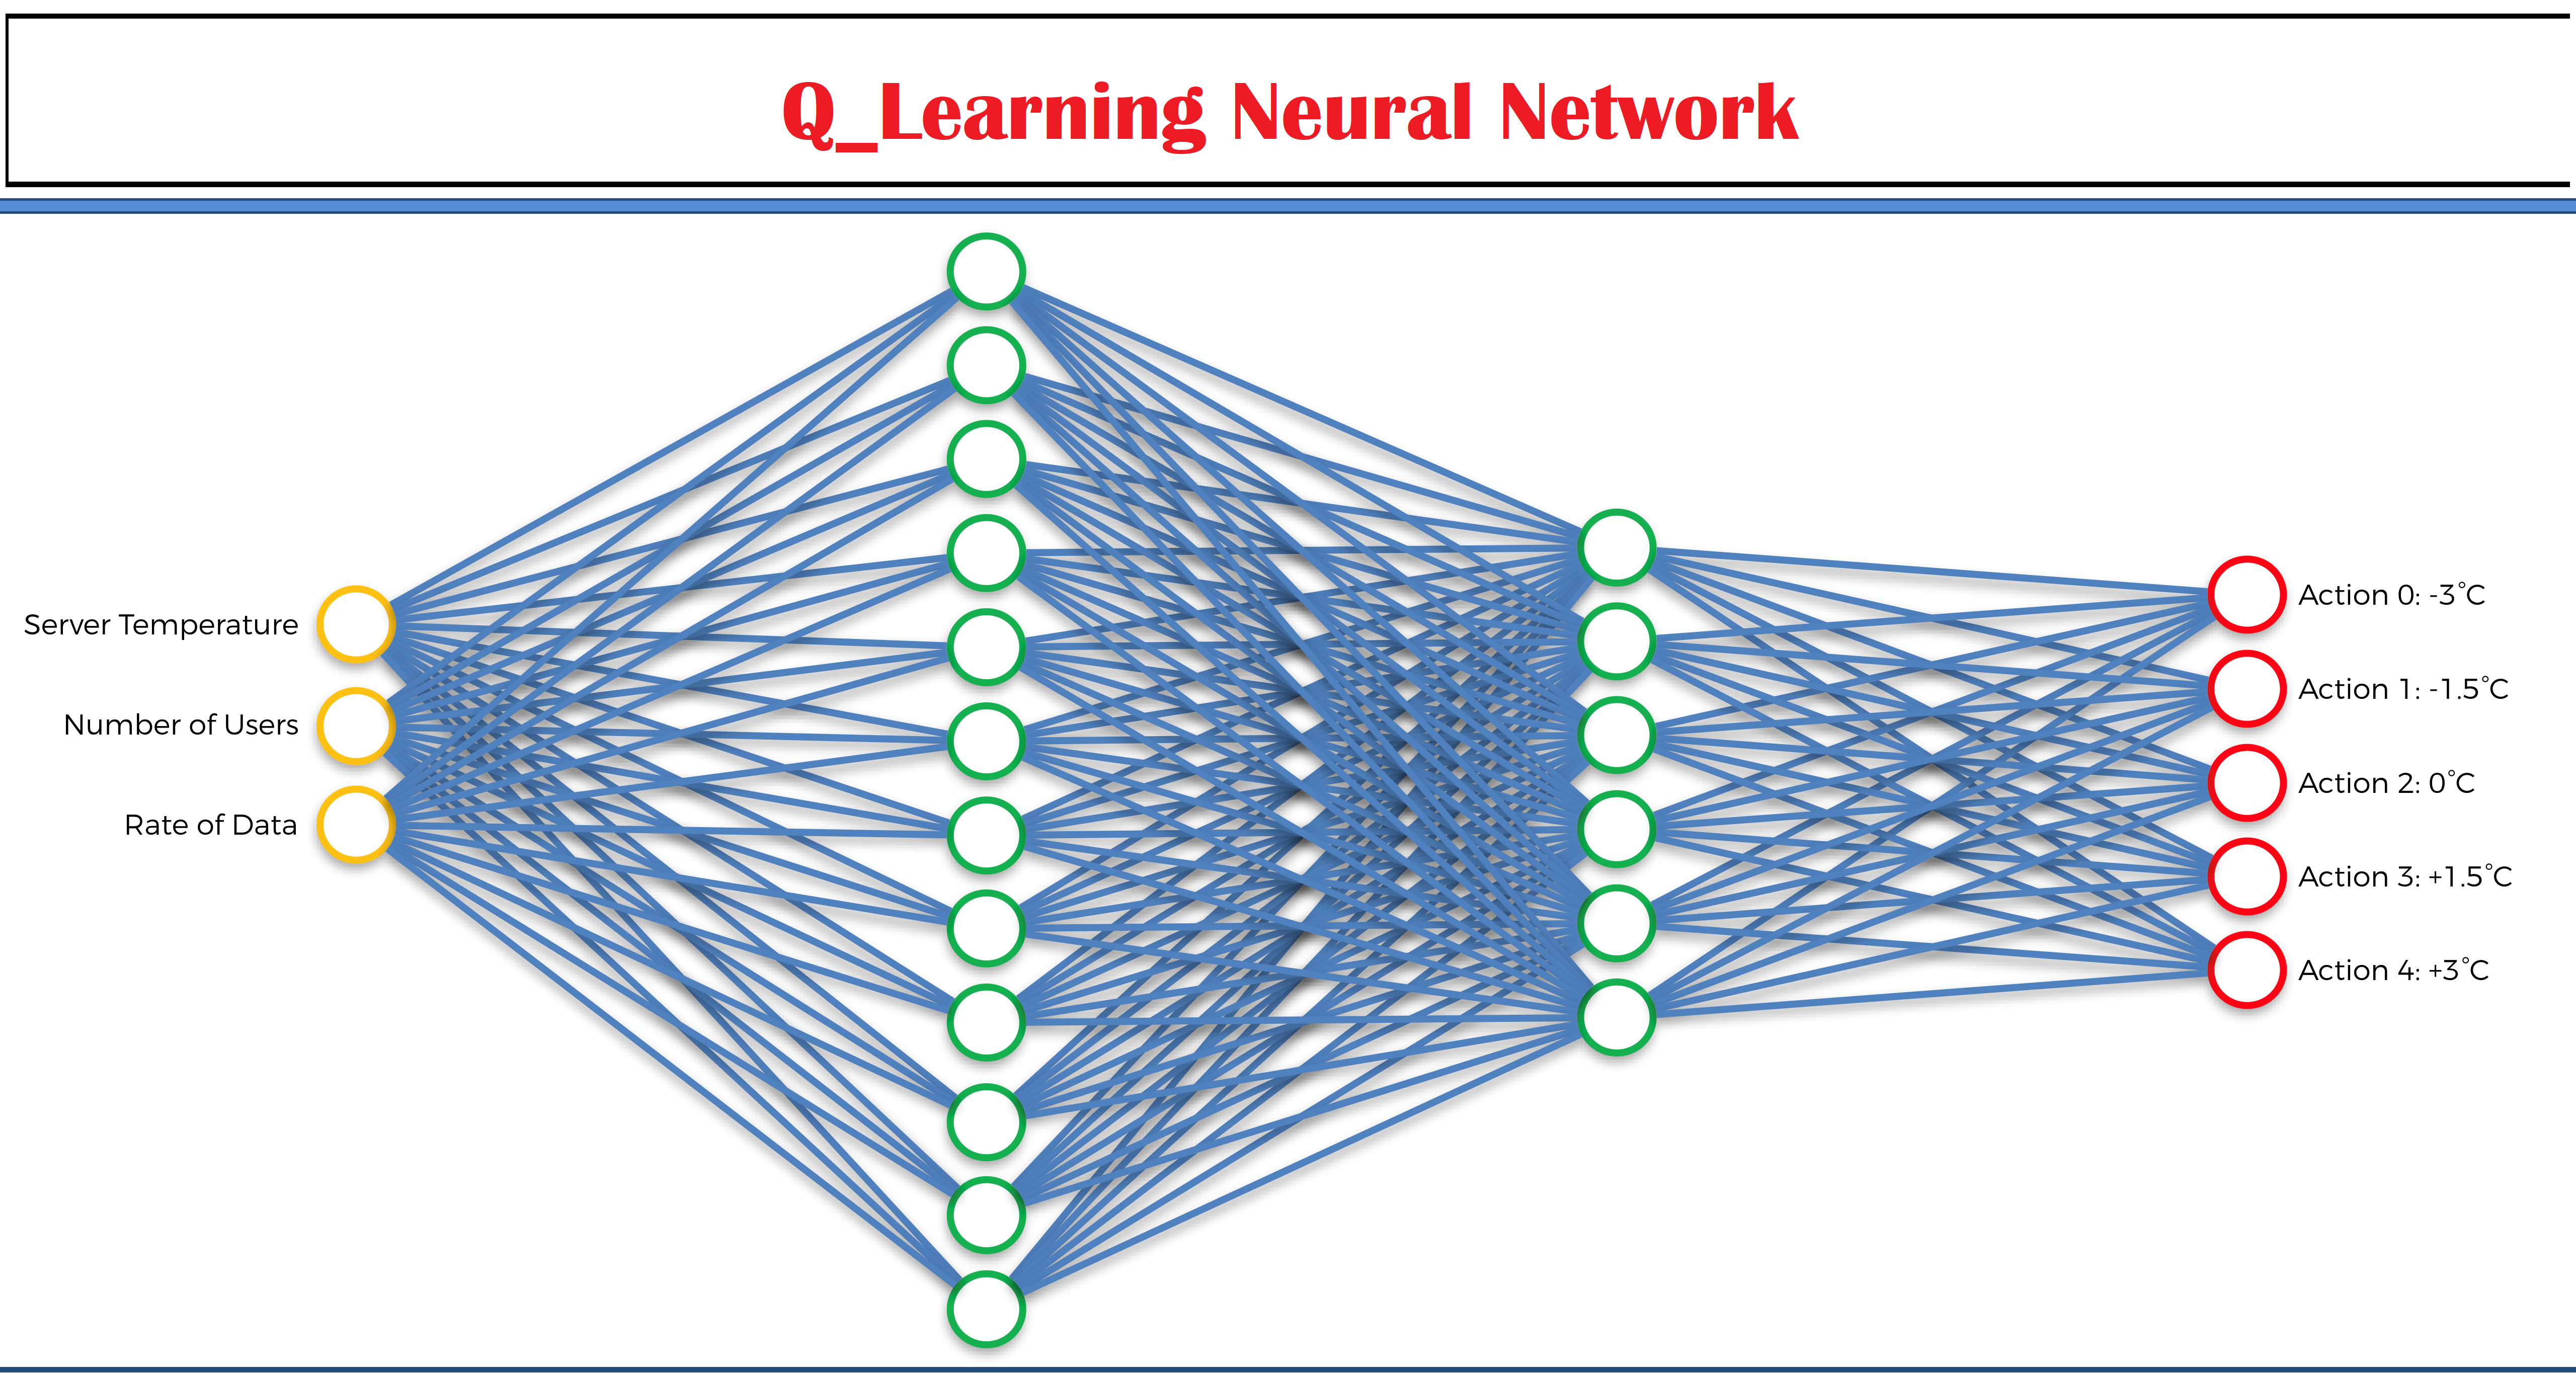 Q_Learning Neural Network
Server Temperature
Number of Users
Rate of Data
Action 0: -3°C
Action 1: -1.5°C
Action 2: 0°C
Action 3: +1.5°C
Action 4: +3°C